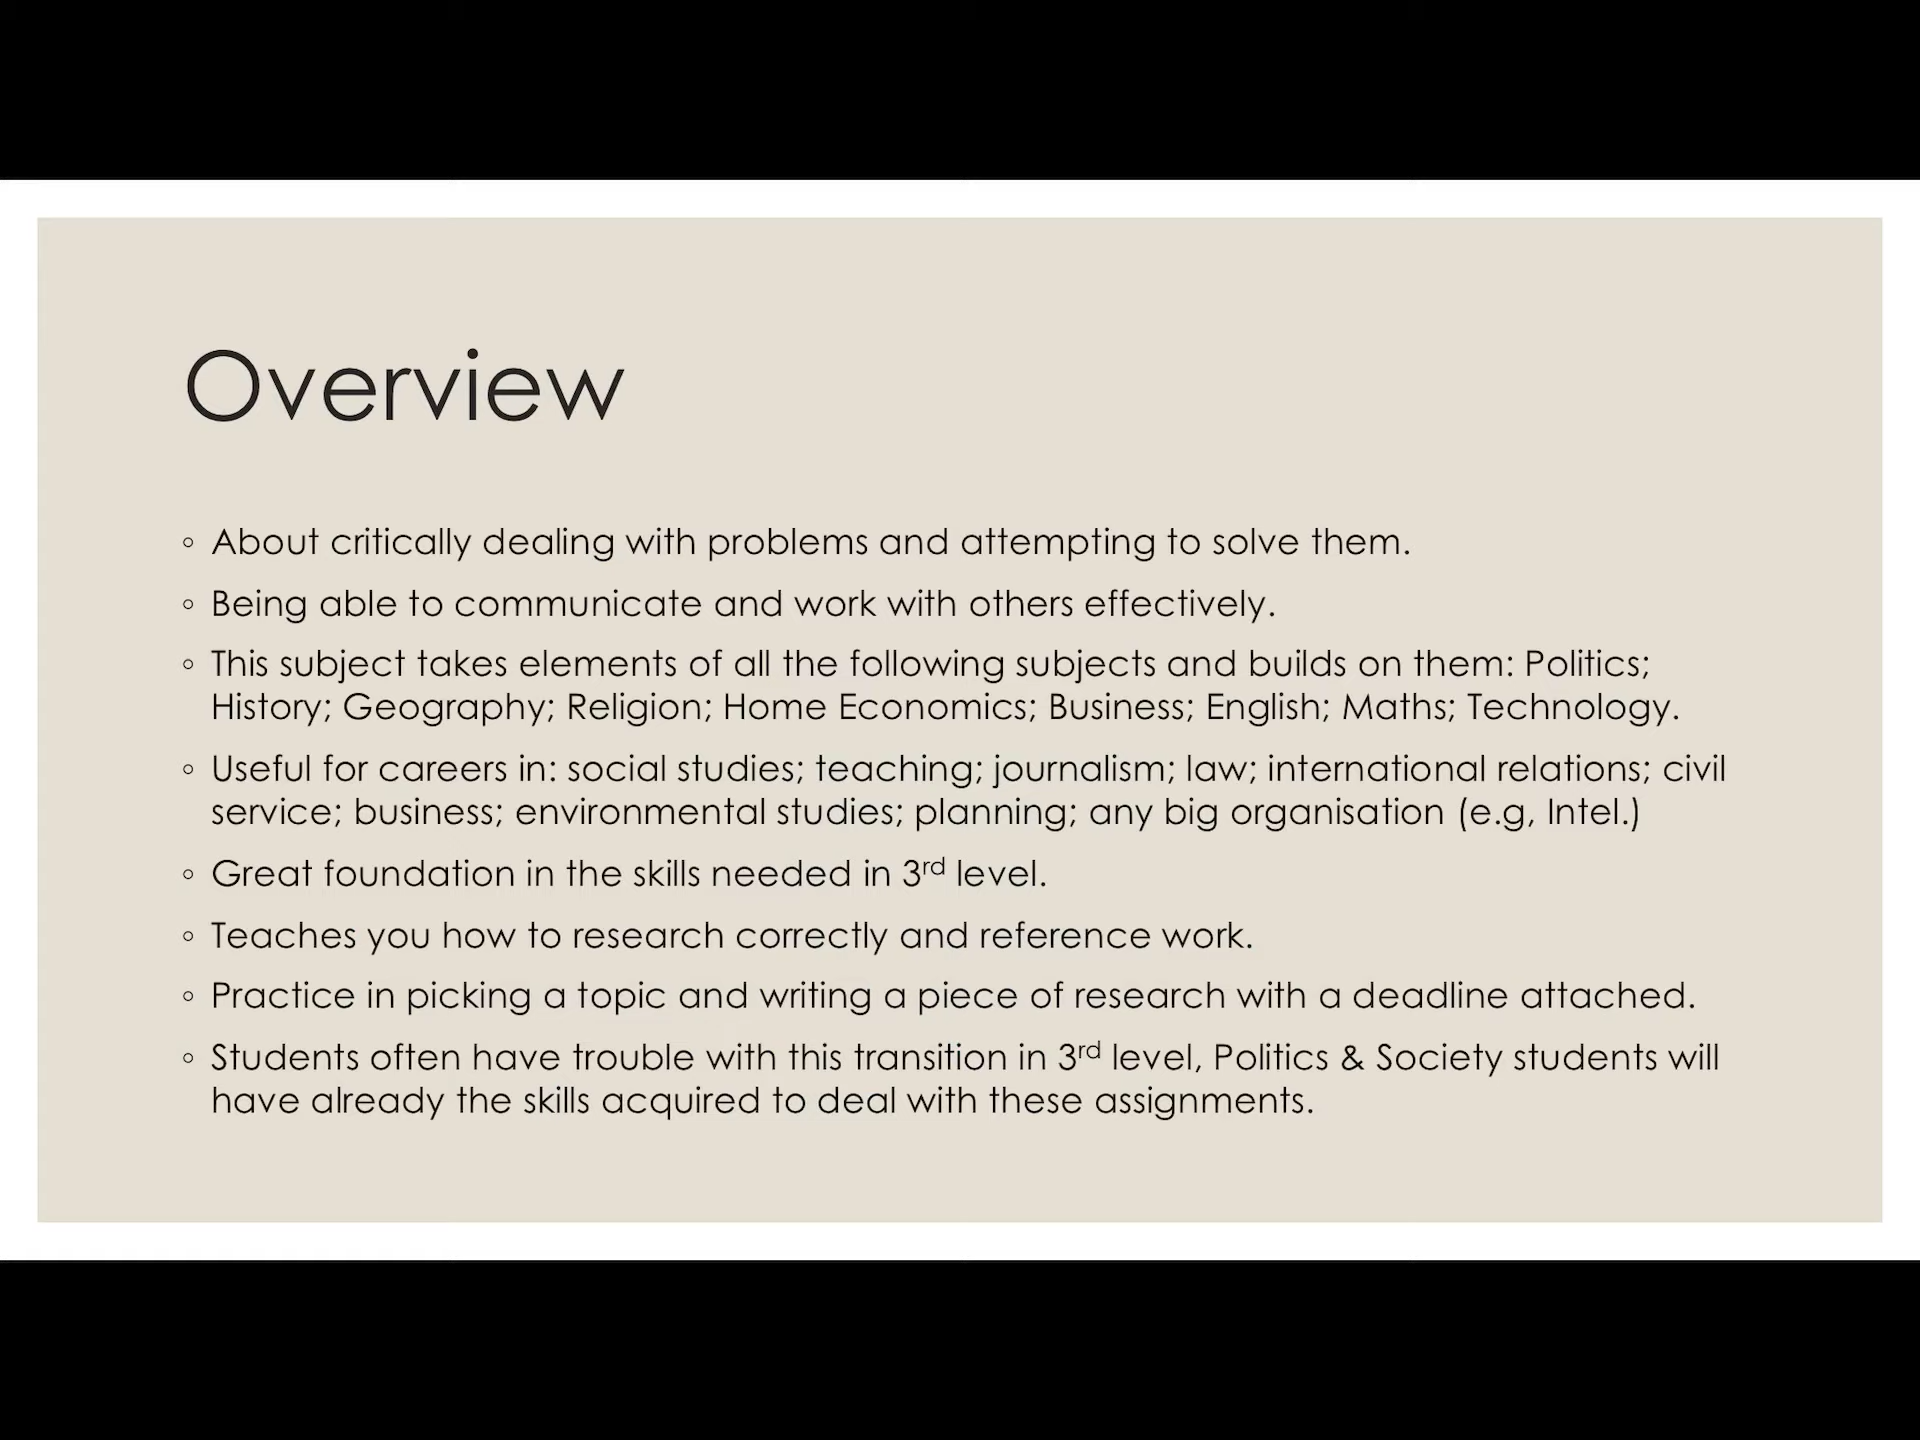 Overview
◦ About critically dealing with problems and attempting to solve them.
◦ Being able to communicate and work with others effectively.
◦ This subject takes elements of all the following subjects and builds on them: Politics;
History; Geography; Religion; Home Economics; Business; English; Maths; Technology.
◦ Useful for careers in: social studies; teaching; journalism; law; international relations; civil
service; business; environmental studies; planning; any big organisation (e.g, Intel.)
◦ Great foundation in the skills needed in 3rd level.
◦ Teaches you how to research correctly and reference work.
◦ Practice in picking a topic and writing a piece of research with a deadline attached.
◦ Students often have trouble with this transition in 3rd level, Politics & Society students will
have already the skills acquired to deal with these assignments.